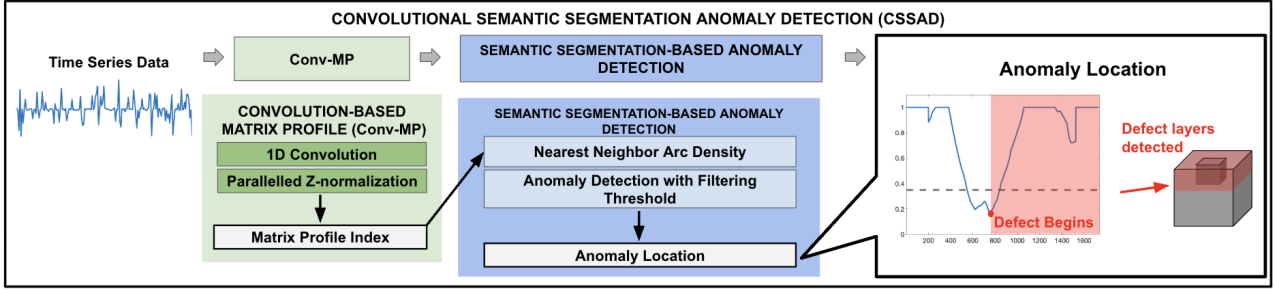 CONVOLUTIONAL SEMANTIC SEGMENTATION ANOMALY DETECTION (CSSAD)
Time Series Data
Conv-MP
SEMANTIC SEGMENTATION-BASED ANOMALY
DETECTION
CONVOLUTION-BASED
MATRIX PROFILE (Conv-MP)
1D Convolution
Parallelled Z-normalization
Matrix Profile Index
SEMANTIC SEGMENTATION-BASED ANOMALY
DETECTION
Nearest Neighbor Arc Density
Anomaly Detection with Filtering
Threshold
Anomaly Location
Anomaly Location
1
0.8
0.6
0.4
0.2
0
200 400 600 800 1000 1200 1400 1600
Defect Begins
Defect layers
detected